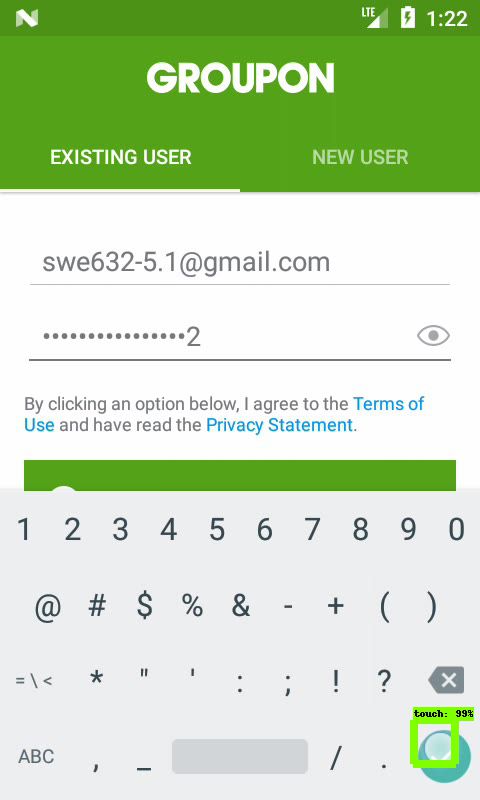 LTE 1:22
GROUPON
EXISTING USER NEW USER
swe632-5.1@gmail.com
••••••••••••••••2
By clicking an option below, I agree to the Terms of
Use and have read the Privacy Statement.
1 2 3 4 5 6 7 8 9 0
@ # $ % & - + ( )
= \ < * " ' : ; ! ?
touch: 99%
ABC , _ / .